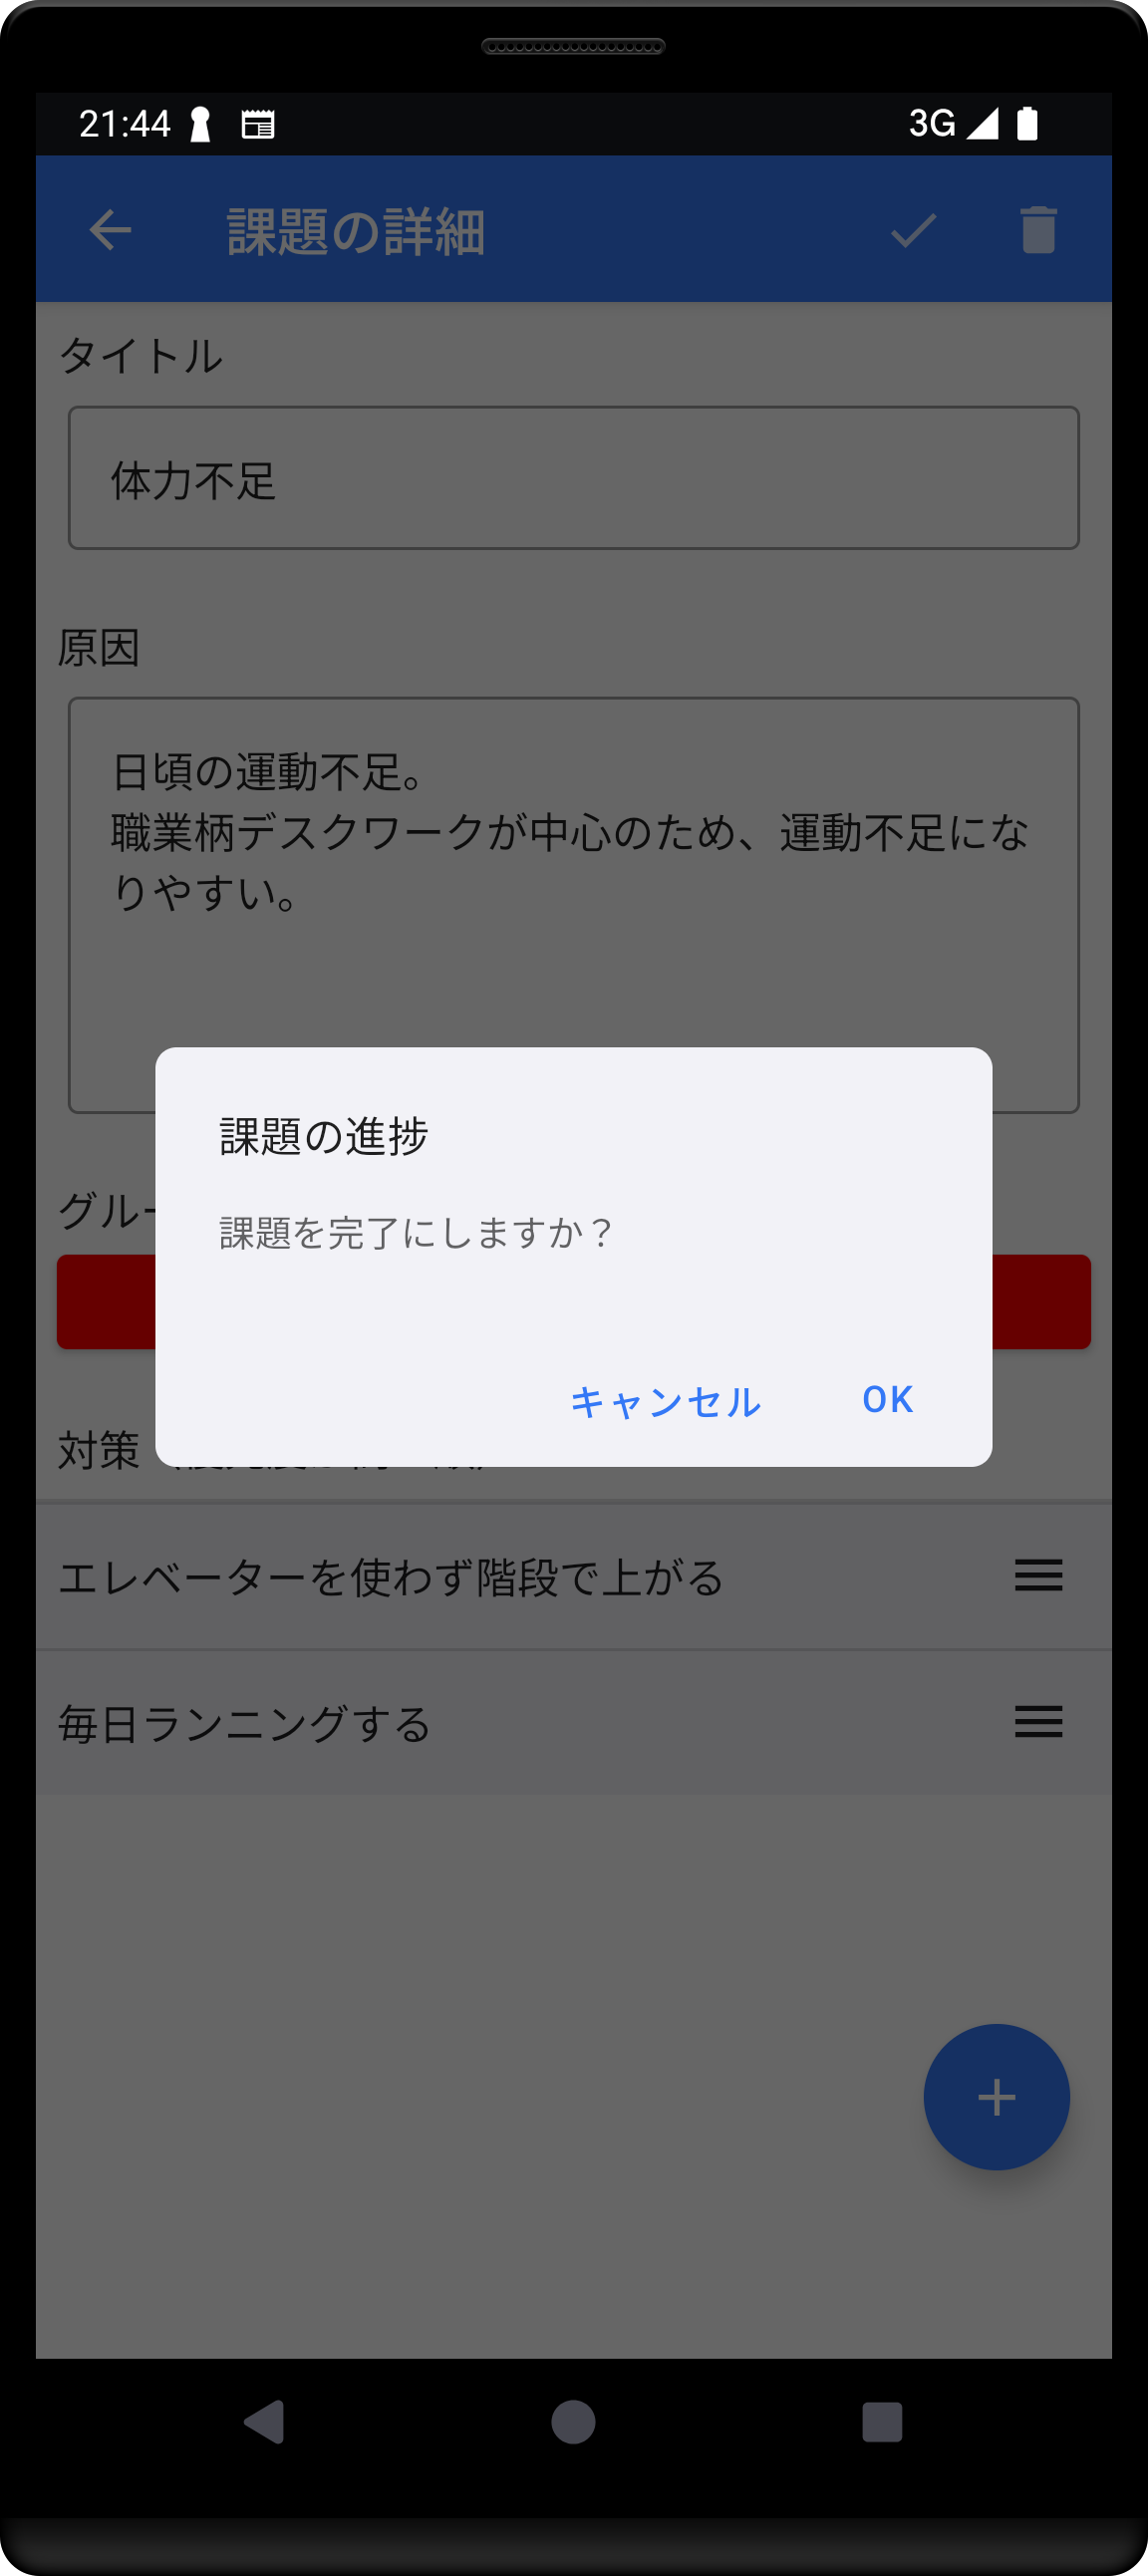 21:44
3G
課題の詳細
タイトル
体力不足
原因
日頃の運動不足。
職業柄デスクワークが中心のため、運動不足にな
りやすい。
課題の進捗
課題を完了にしますか？
キャンセル
OK
グルー
対策
エレベーターを使わず階段で上がる
毎日ランニングする